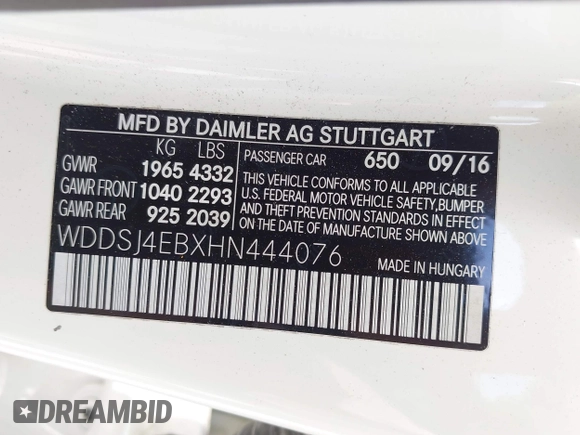 MFD BY DAIMLER AG STUTTGART
KG LBS
GVWR 1965 4332
GAWR FRONT 1040 2293
GAWR REAR 925 2039
PASSENGER CAR 650 09/16
THIS VEHICLE CONFORMS TO ALL APPLICABLE
U.S. FEDERAL MOTOR VEHICLE SAFETY,BUMPER
AND THEFT PREVENTION STANDARDS IN EFFECT
ON THE DATE OF MANUFACTURE SHOWN ABOVE.
WDDSJ4EBXHN444076
MADE IN HUNGARY
DREAMBID